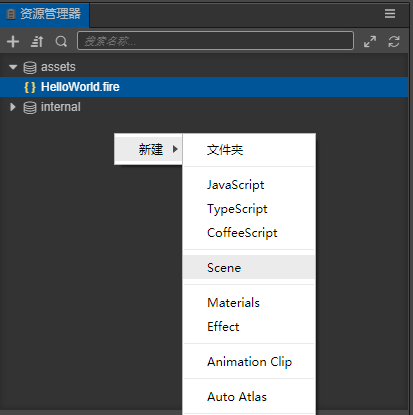 资源管理器
搜索名称...
assets
{ } HelloWorld.fire
internal
新建
文件夹
JavaScript
TypeScript
CoffeeScript
Scene
Materials
Effect
Animation Clip
Auto Atlas